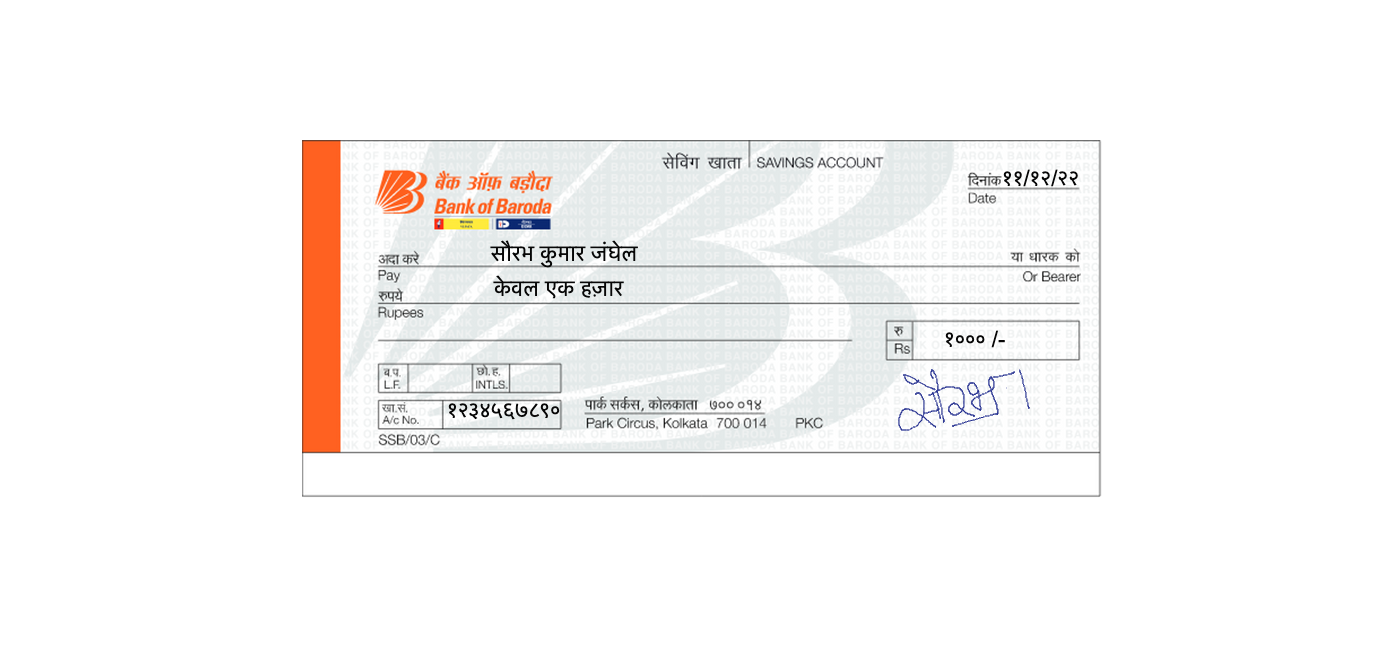 सेविंग खाता SAVINGS ACCOUNT
दिनांक ११/१२/२२
Date
बैंक ऑफ़ बड़ौदा
Bank of Baroda
अदा करे सौरभ कुमार जंघेल या धारक को
Pay Or Bearer
रुपये केवल एक हज़ार
Rupees
रु १००० /-
Rs
ब.प. छो.ह.
L.F. INTLS.
खा.सं. १२३४५६७८९०
A/c No.
पार्क सर्कस, कोलकाता ७०० ०१४
Park Circus, Kolkata 700 014 PKC
सौरभ
SSB/03/C